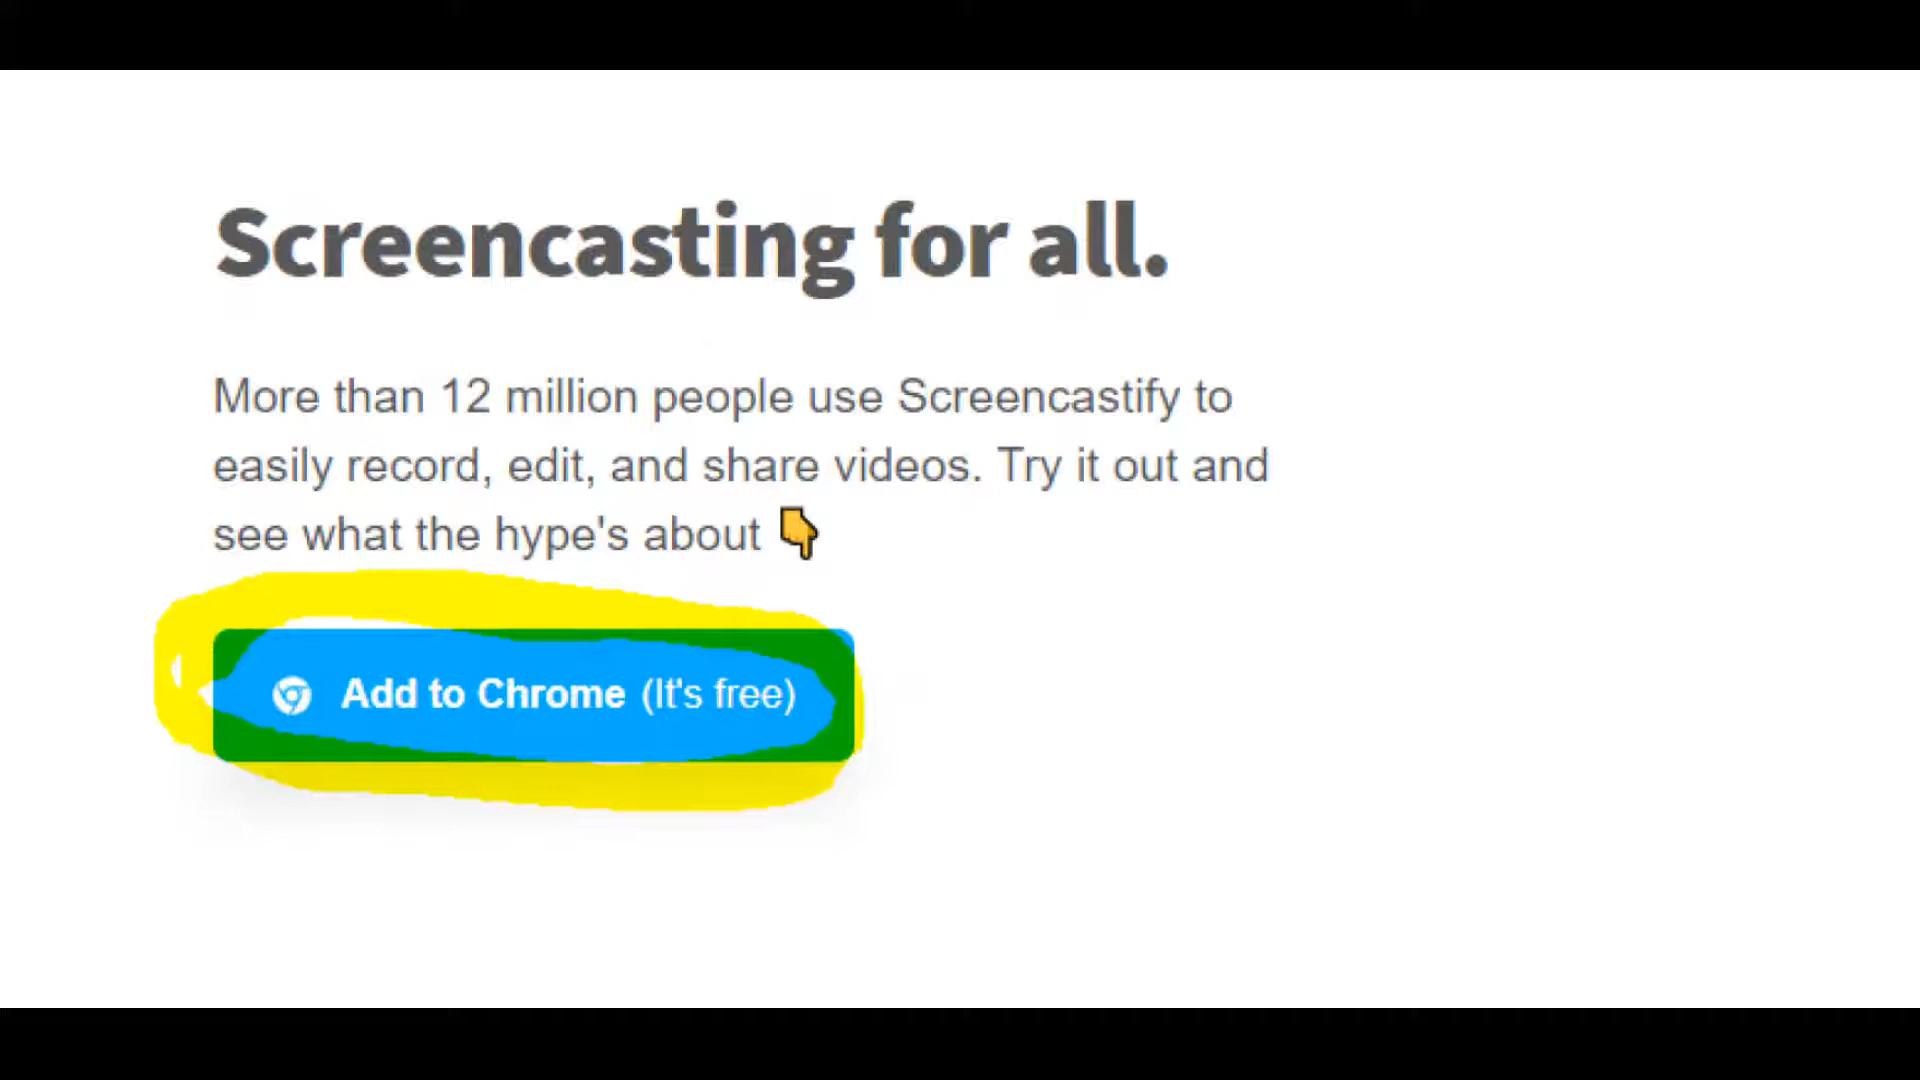 Screencasting for all.
More than 12 million people use Screencastify to
easily record, edit, and share videos. Try it out and
see what the hype's about 👇
Add to Chrome (It's free)